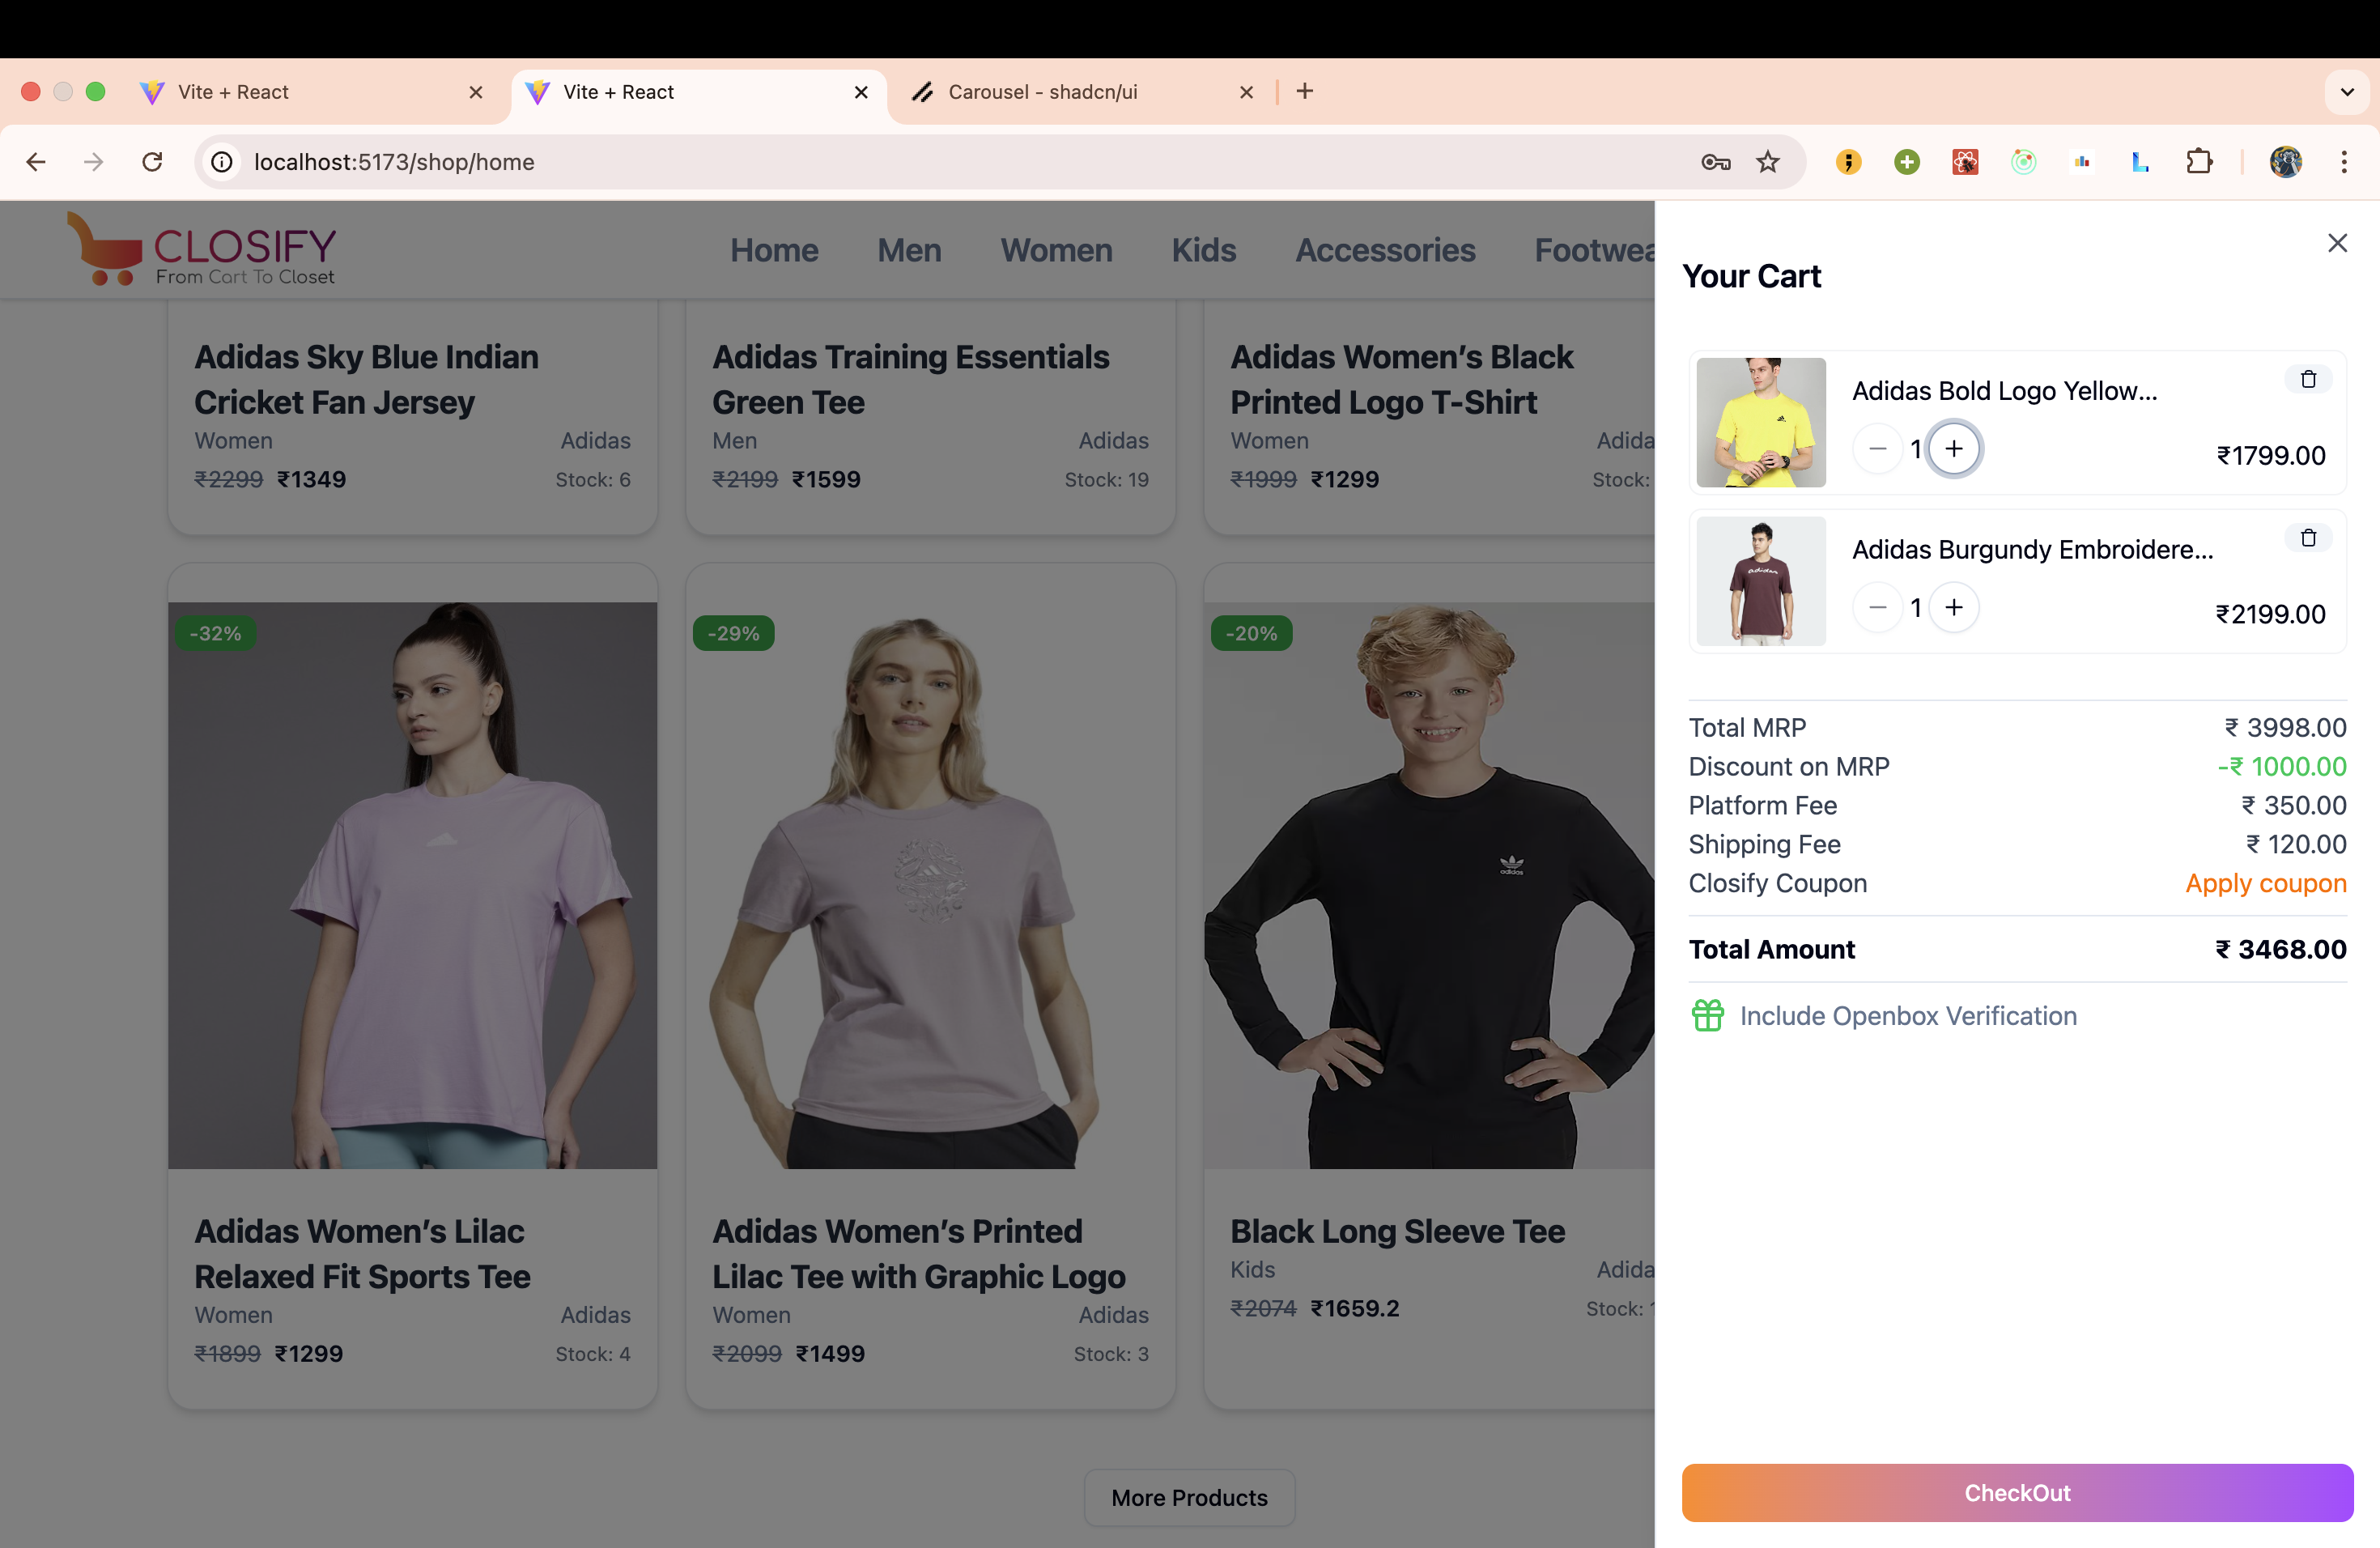 Vite + React
Vite + React
Carousel - shadcn/ui
localhost:5173/shop/home
CLOSIFY
From Cart To Closet
Home Men Women Kids Accessories Footwea
Adidas Sky Blue Indian
Cricket Fan Jersey
Women Adidas
₹2299 ₹1349 Stock: 6
Adidas Training Essentials
Green Tee
Men Adidas
₹2199 ₹1599 Stock: 19
Adidas Women’s Black
Printed Logo T-Shirt
Women Adida
₹1999 ₹1299 Stock:
-32%
-29%
-20%
adidas
Adidas Women’s Lilac
Relaxed Fit Sports Tee
Women Adidas
₹1899 ₹1299 Stock: 4
Adidas Women’s Printed
Lilac Tee with Graphic Logo
Women Adidas
₹2099 ₹1499 Stock: 3
Black Long Sleeve Tee
Kids Adida
₹2074 ₹1659.2 Stock:
More Products
Your Cart
Adidas Bold Logo Yellow...
1
₹1799.00
adidas
Adidas Burgundy Embroidere...
1
₹2199.00
Total MRP ₹ 3998.00
Discount on MRP -₹ 1000.00
Platform Fee ₹ 350.00
Shipping Fee ₹ 120.00
Closify Coupon Apply coupon
Total Amount ₹ 3468.00
Include Openbox Verification
CheckOut